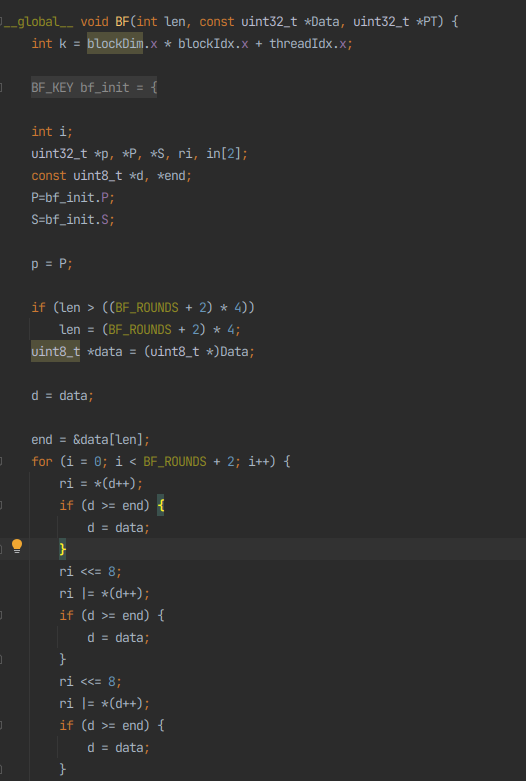 __global__ void BF(int len, const uint32_t *Data, uint32_t *PT) {
int k = blockDim.x * blockIdx.x + threadIdx.x;
BF_KEY bf_init = {
int i;
uint32_t *p, *P, *S, ri, in[2];
const uint8_t *d, *end;
P=bf_init.P;
S=bf_init.S;
p = P;
if (len > ((BF_ROUNDS + 2) * 4))
len = (BF_ROUNDS + 2) * 4;
uint8_t *data = (uint8_t *)Data;
d = data;
end = &data[len];
for (i = 0; i < BF_ROUNDS + 2; i++) {
ri = *(d++);
if (d >= end) {
d = data;
}
ri <<= 8;
ri |= *(d++);
if (d >= end) {
d = data;
}
ri <<= 8;
ri |= *(d++);
if (d >= end) {
d = data;
}